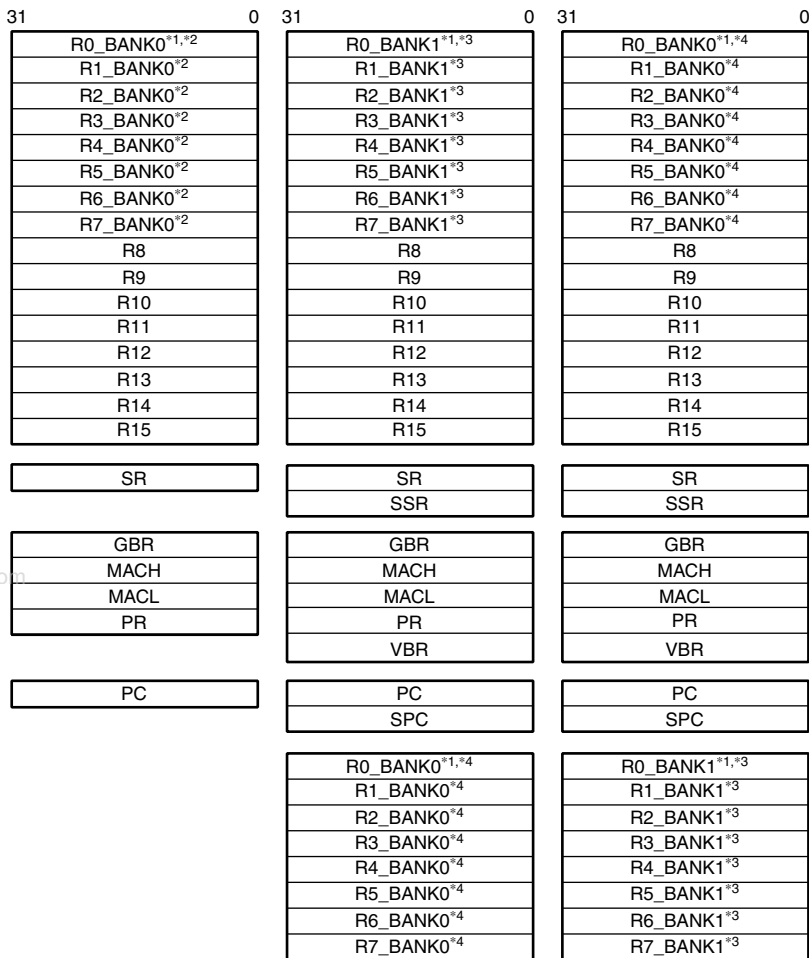 31 0 31 0 31 0
R0_BANK0*1,*2 R0_BANK1*1,*3 R0_BANK0*1,*4
R1_BANK0*2 R1_BANK1*3 R1_BANK0*4
R2_BANK0*2 R2_BANK1*3 R2_BANK0*4
R3_BANK0*2 R3_BANK1*3 R3_BANK0*4
R4_BANK0*2 R4_BANK1*3 R4_BANK0*4
R5_BANK0*2 R5_BANK1*3 R5_BANK0*4
R6_BANK0*2 R6_BANK1*3 R6_BANK0*4
R7_BANK0*2 R7_BANK1*3 R7_BANK0*4
R8 R8 R8
R9 R9 R9
R10 R10 R10
R11 R11 R11
R12 R12 R12
R13 R13 R13
R14 R14 R14
R15 R15 R15
SR SR SR
SSR SSR
GBR GBR GBR
MACH MACH MACH
MACL MACL MACL
PR PR PR
VBR VBR
PC PC PC
SPC SPC
R0_BANK0*1,*4 R0_BANK1*1,*3
R1_BANK0*4 R1_BANK1*3
R2_BANK0*4 R2_BANK1*3
R3_BANK0*4 R3_BANK1*3
R4_BANK0*4 R4_BANK1*3
R5_BANK0*4 R5_BANK1*3
R6_BANK0*4 R6_BANK1*3
R7_BANK0*4 R7_BANK1*3